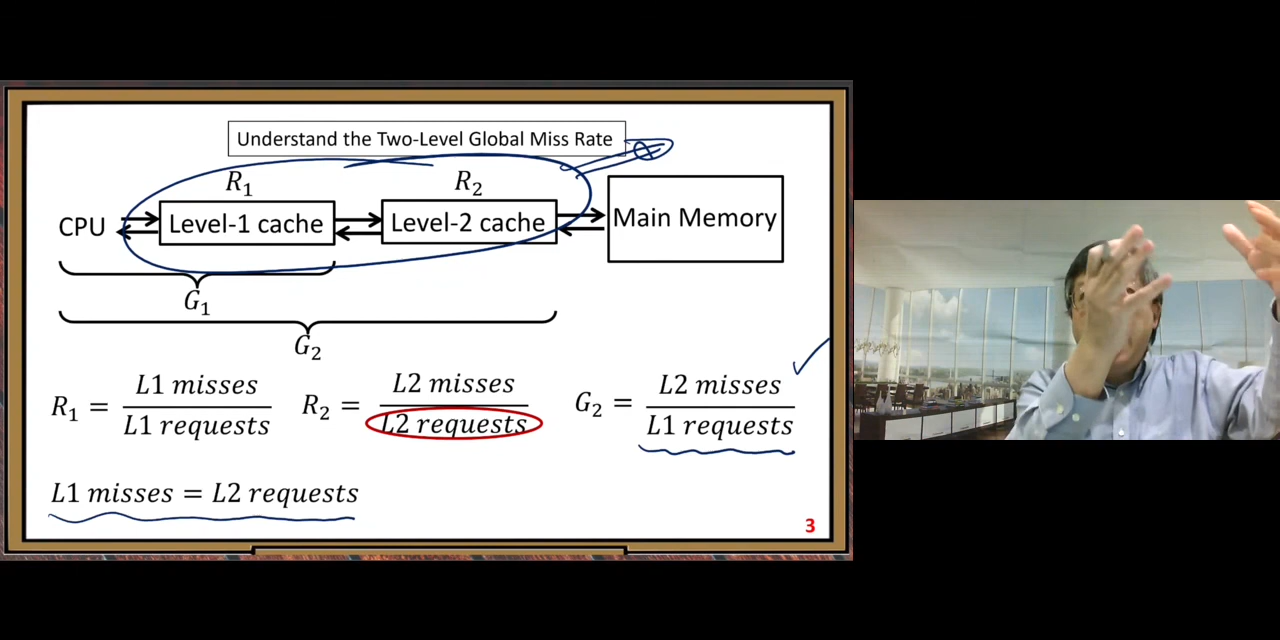 Understand the Two-Level Global Miss Rate
R₁ R₂
CPU Level-1 cache Level-2 cache Main Memory
G₁
G₂
R₁ = L1 misses / L1 requests R₂ = L2 misses / L2 requests G₂ = L2 misses / L1 requests
L1 misses = L2 requests
3